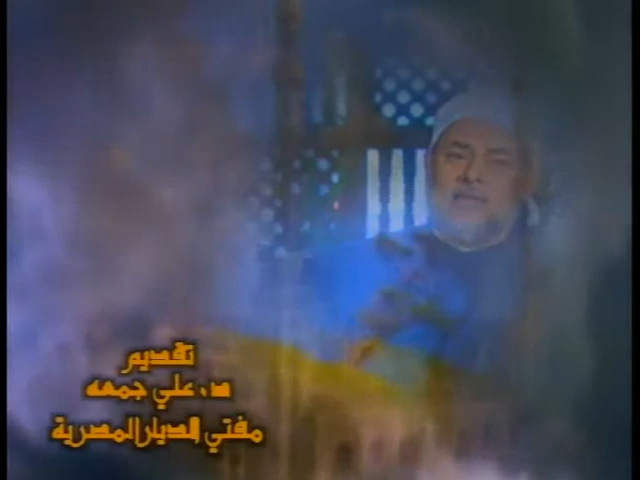 تقديم
د. علي جمعه
مفتي الديار المصرية